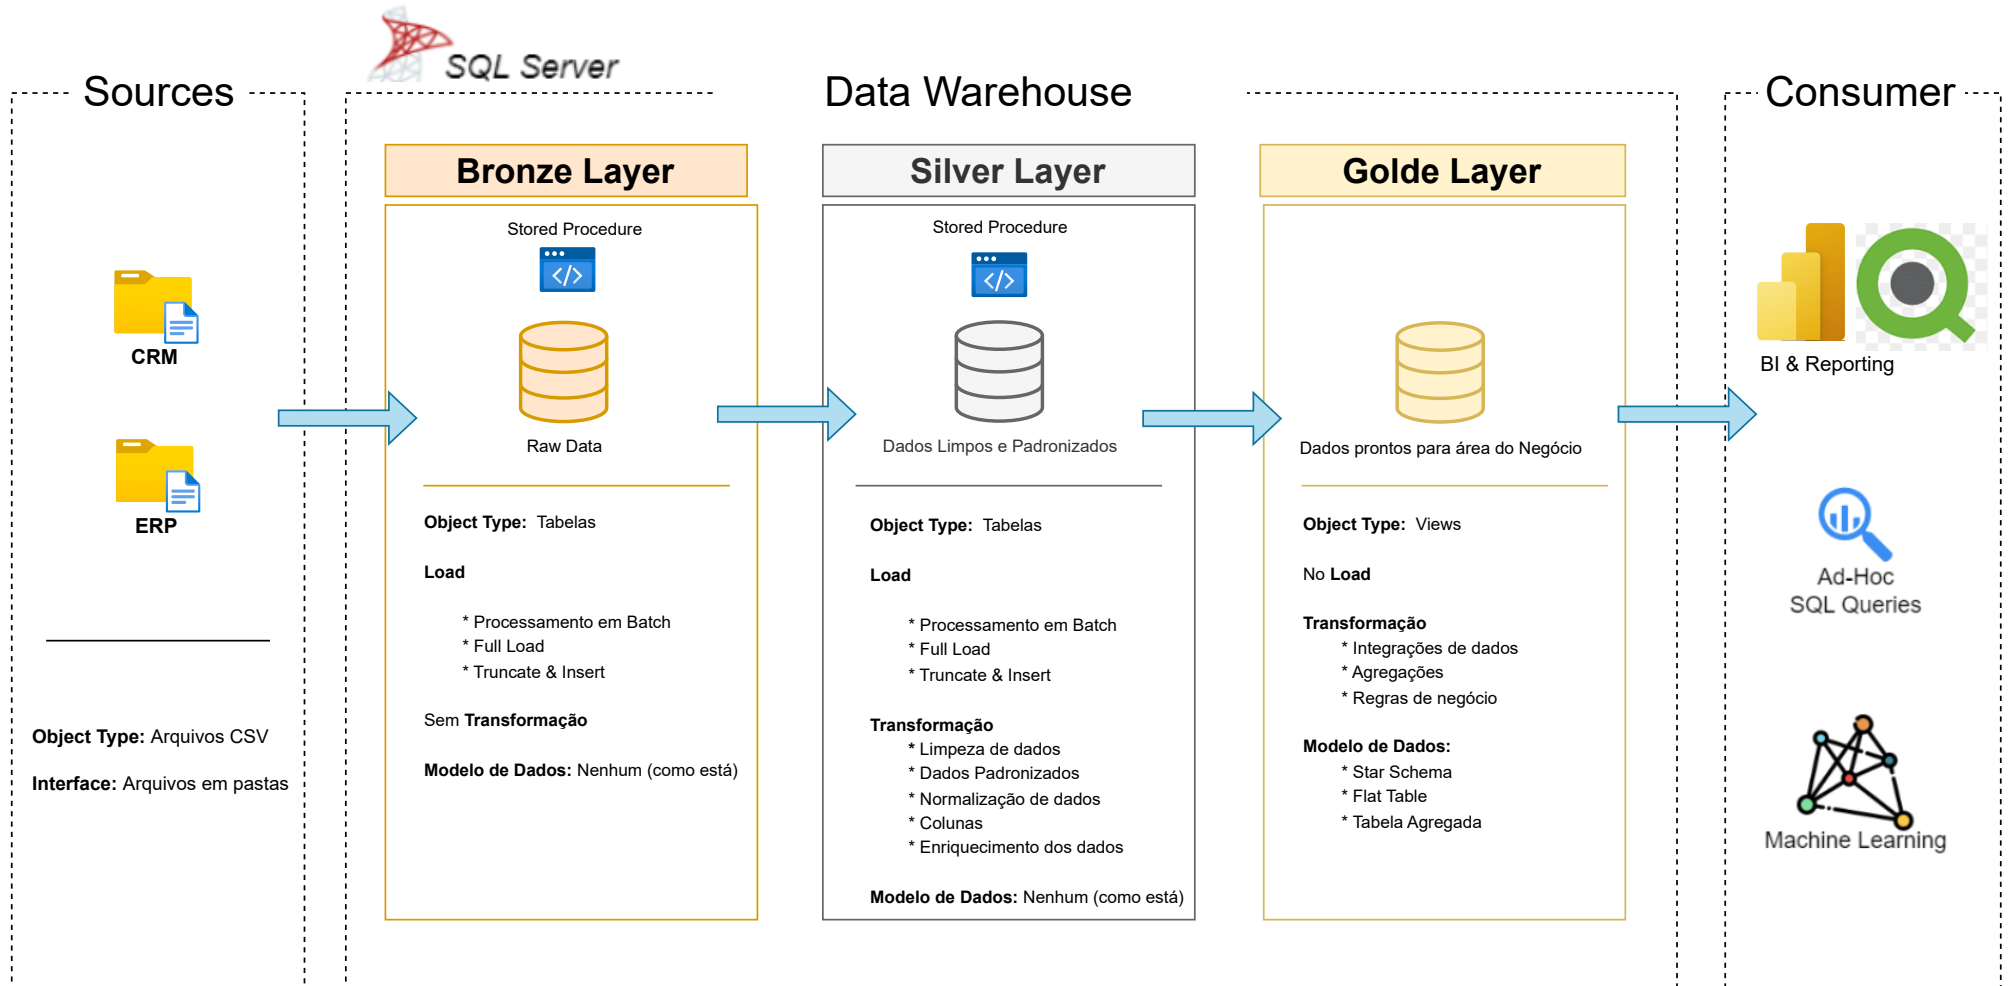 SQL Server
Sources
Data Warehouse
Consumer
CRM
ERP
Object Type: Arquivos CSV
Interface: Arquivos em pastas
Bronze Layer
Stored Procedure
Raw Data
Object Type: Tabelas
Load
* Processamento em Batch
* Full Load
* Truncate & Insert
Sem Transformação
Modelo de Dados: Nenhum (como está)
Silver Layer
Stored Procedure
Dados Limpos e Padronizados
Object Type: Tabelas
Load
* Processamento em Batch
* Full Load
* Truncate & Insert
Transformação
* Limpeza de dados
* Dados Padronizados
* Normalização de dados
* Colunas
* Enriquecimento dos dados
Modelo de Dados: Nenhum (como está)
Golde Layer
Dados prontos para área do Negócio
Object Type: Views
No Load
Transformação
* Integrações de dados
* Agregações
* Regras de negócio
Modelo de Dados:
* Star Schema
* Flat Table
* Tabela Agregada
BI & Reporting
Ad-Hoc
SQL Queries
Machine Learning